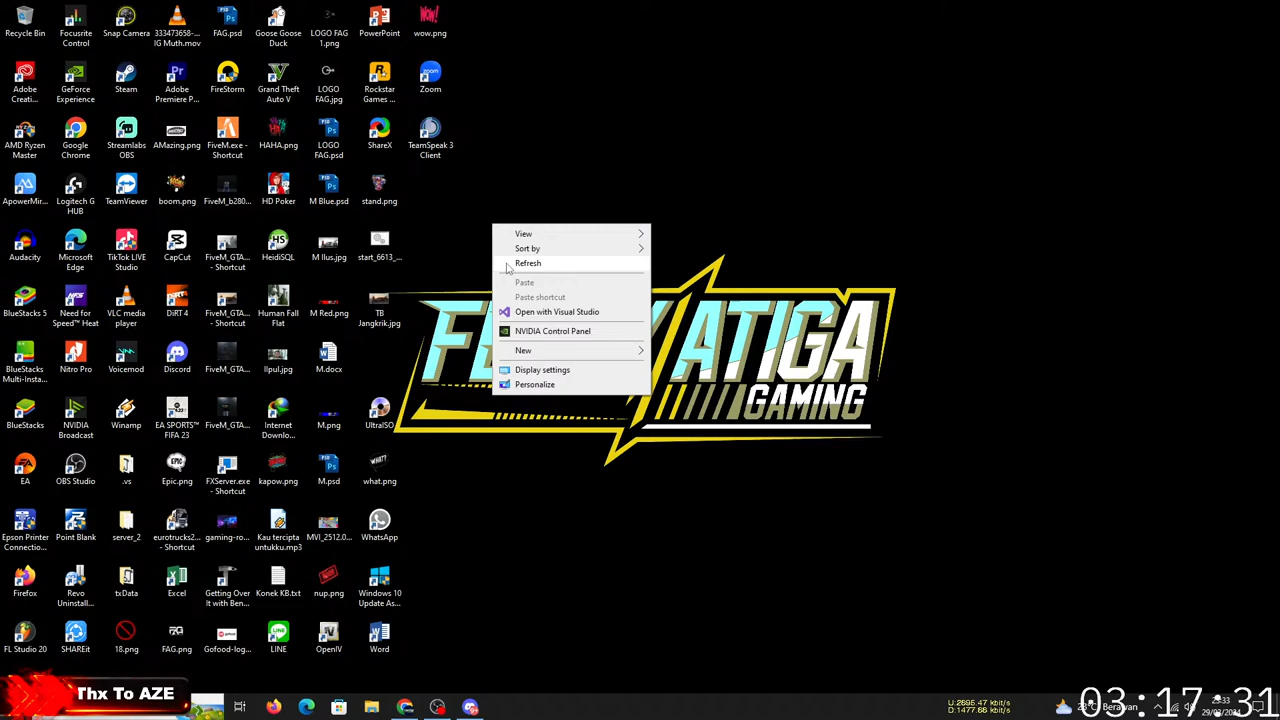 Recycle Bin
Focusrite Control
Snap Camera
333473658-... IG Muth.mov
FAG.psd
Goose Goose Duck
LOGO FAG 1.png
PowerPoint
wow.png
Adobe Creati...
GeForce Experience
Steam
Adobe Premiere P...
FireStorm
Grand Theft Auto V
LOGO FAG.jpg
Rockstar Games ...
Zoom
AMD Ryzen Master
Google Chrome
Streamlabs OBS
AMazing.png
FiveM.exe - Shortcut
HAHA.png
LOGO FAG.psd
ShareX
TeamSpeak 3 Client
ApowerMir...
Logitech G HUB
TeamViewer
boom.png
FiveM_b280...
HD Poker
M Blue.psd
stand.png
Audacity
Microsoft Edge
TikTok LIVE Studio
CapCut
FiveM_GTA... - Shortcut
HeidiSQL
M Ilus.jpg
start_6613_...
BlueStacks 5
Need for Speed™ Heat
VLC media player
DiRT 4
FiveM_GTA... - Shortcut
Human Fall Flat
M Red.png
TB Jangkrik.jpg
BlueStacks Multi-Insta...
Nitro Pro
Voicemod
Discord
FiveM_GTA...
Ilpul.jpg
M.docx
BlueStacks
NVIDIA Broadcast
Winamp
EA SPORTS™ FIFA 23
FiveM_GTA...
Internet Downlo...
M.png
UltraISO
EA
OBS Studio
.vs
Epic.png
FXServer.exe - Shortcut
kapow.png
M.psd
what.png
Epson Printer Connectio...
Point Blank
server_2
eurotrucks2... - Shortcut
gaming-ro...
Kau tercipta untukku.mp3
MVI_2512.0...
WhatsApp
Firefox
Revo Uninstall...
txData
Excel
Getting Over It with Ben...
Konek KB.txt
nup.png
Windows 10 Update As...
FL Studio 20
SHAREit
18.png
FAG.png
Gofood-log...
LINE
OpenIV
Word
View
Sort by
Refresh
Paste
Paste shortcut
Open with Visual Studio
NVIDIA Control Panel
New
Display settings
Personalize
ATIGA
GAMING
Thx To AZE
U:2695.47 kbit/s
D:1477.86 kbit/s
Berawan
03:17:31